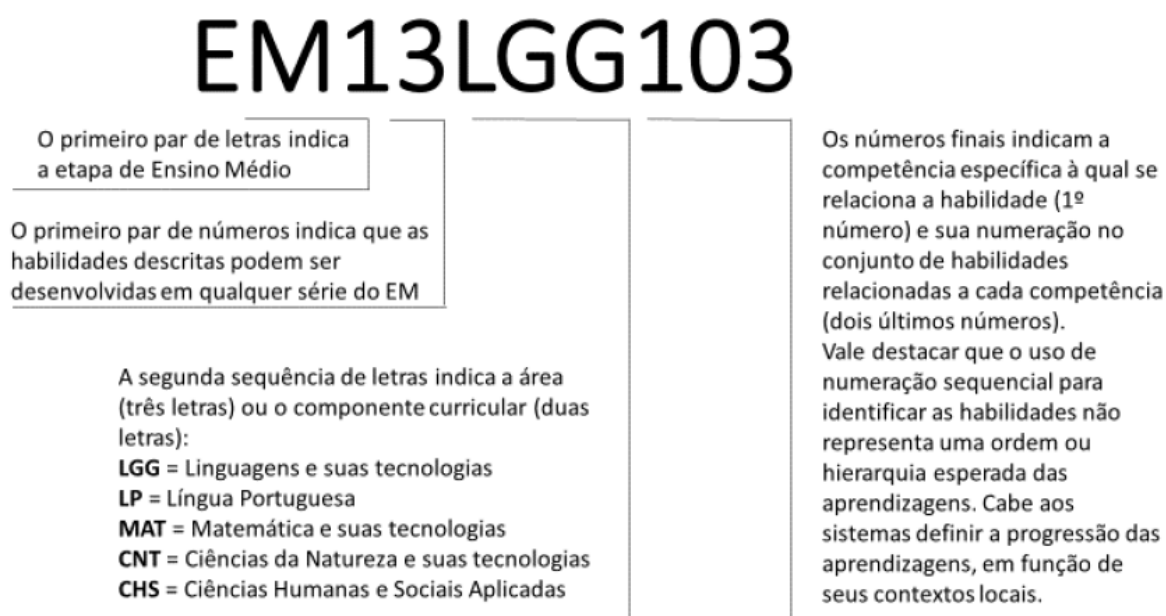 EM13LGG103
O primeiro par de letras indica
a etapa de Ensino Médio
O primeiro par de números indica que as
habilidades descritas podem ser
desenvolvidas em qualquer série do EM
A segunda sequência de letras indica a área
(três letras) ou o componente curricular (duas
letras):
LGG = Linguagens e suas tecnologias
LP = Língua Portuguesa
MAT = Matemática e suas tecnologias
CNT = Ciências da Natureza e suas tecnologias
CHS = Ciências Humanas e Sociais Aplicadas
Os números finais indicam a
competência específica à qual se
relaciona a habilidade (1º
número) e sua numeração no
conjunto de habilidades
relacionadas a cada competência
(dois últimos números).
Vale destacar que o uso de
numeração sequencial para
identificar as habilidades não
representa uma ordem ou
hierarquia esperada das
aprendizagens. Cabe aos
sistemas definir a progressão das
aprendizagens, em função de
seus contextos locais.